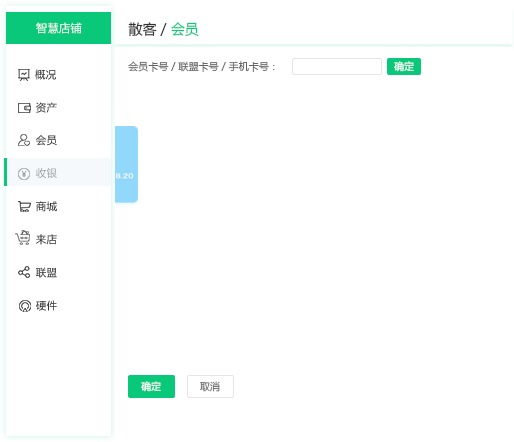 智慧店铺
散客 / 会员
概况
资产
会员
收银
商城
来店
联盟
硬件
会员卡号 / 联盟卡号 / 手机卡号：
确定
8.20
确定
取消